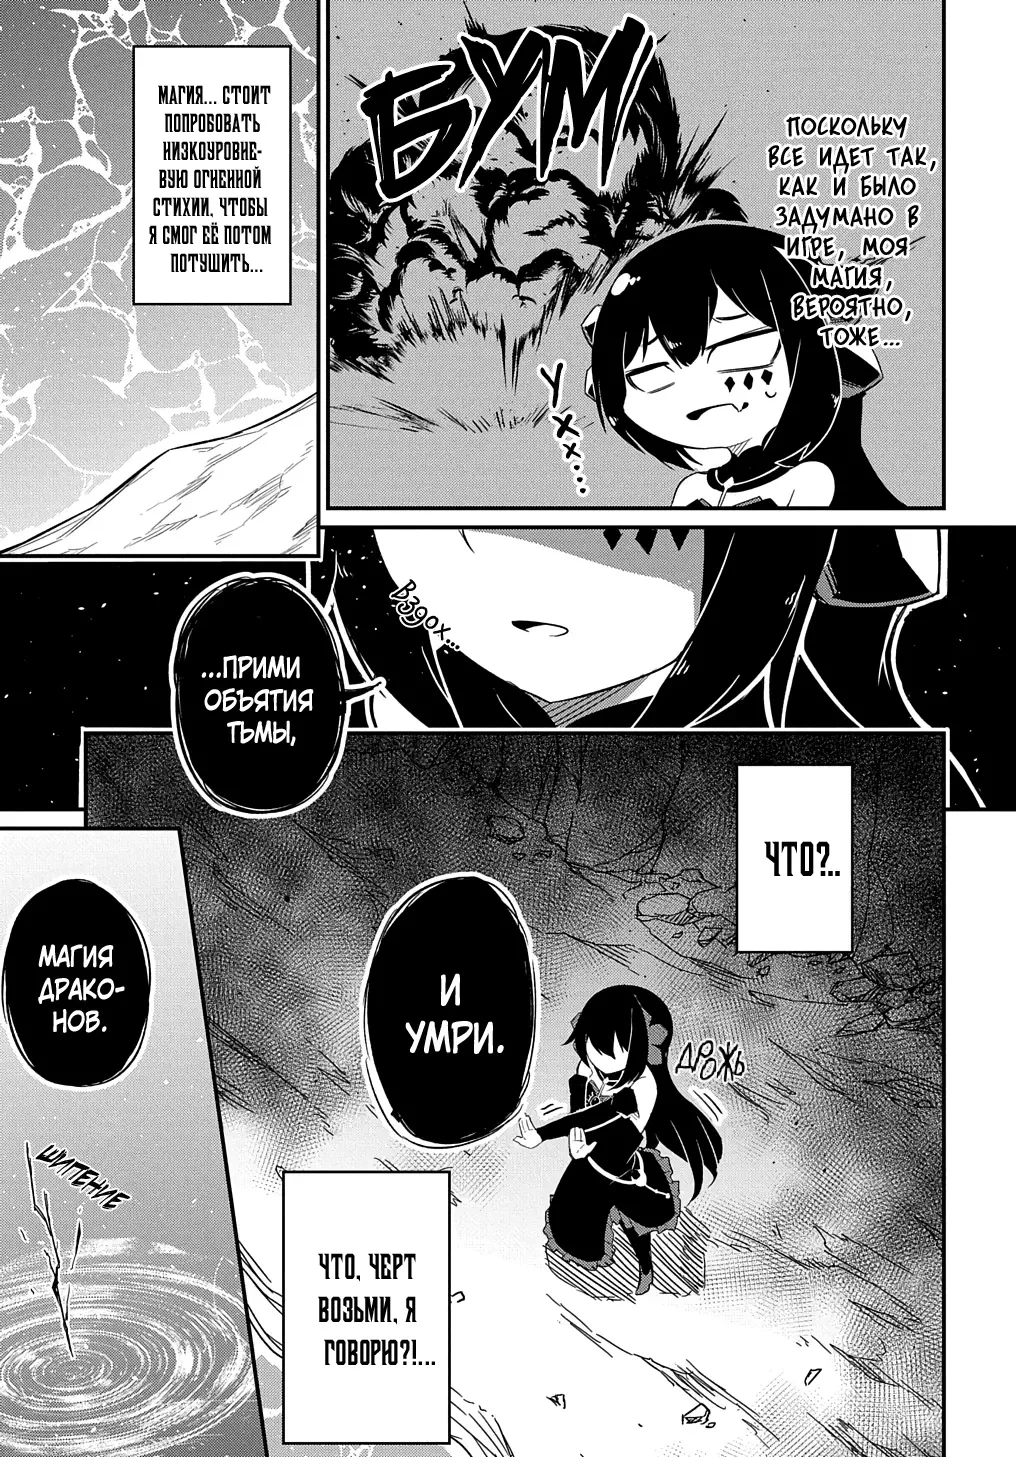 БУМ
ПОСКОЛЬКУ
ВСЕ ИДЕТ ТАК,
КАК И БЫЛО
ЗАДУМАНО В
ИГРЕ, МОЯ
МАГИЯ,
ВЕРОЯТНО,
ТОЖЕ...
Ухх...
МАГИЯ... СТОИТ
ПОПРОБОВАТЬ
НИЗКОУРОВНЕ-
ВУЮ ОГНЕННОЙ
СТИХИИ, ЧТОБЫ
Я СМОГ ЕЁ ПОТОМ
ПОТУШИТЬ...
Вздох...
...ПРИМИ
ОБЪЯТИЯ
ТЬМЫ,
ЧТО?..
И
УМРИ.
ДРОЖЬ
ЧТО, ЧЕРТ
ВОЗЬМИ, Я
ГОВОРЮ?!...
МАГИЯ
ДРАКО-
НОВ.
ШИПЕНИЕ